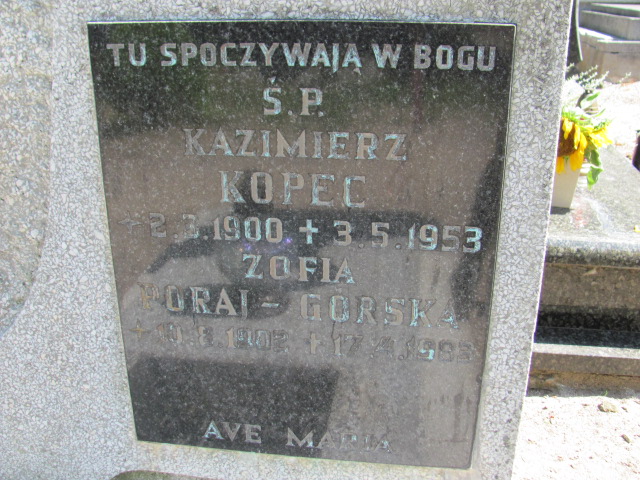 TU SPOCZYWAJĄ W BOGU
Ś.P.
KAZIMIERZ
KOPEC
2.3.1900 + 3.5.1953
ZOFIA
PORAJ-GORSKA
AVE MARIA